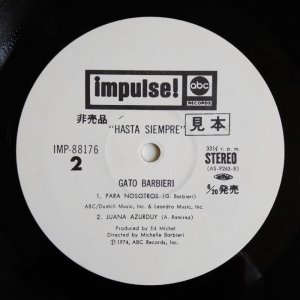 impulse! abc
RECORDS
非売品
"HASTA SIEMPRE" 見本
33⅓ r.p.m.
IMP-88176 STEREO
2 (AS-9263-B)
GATO BARBIERI
6/20発売
1. PARA NOSOTROS (G. Barbieri)
ABC/Dunhill Music, Inc. & Leandro Music, Inc.
2. JUANA AZURDUY (A. Ramirez)
Produced by Ed Michel
Directed by Michelle Barbieri
℗1974, ABC Records, Inc.